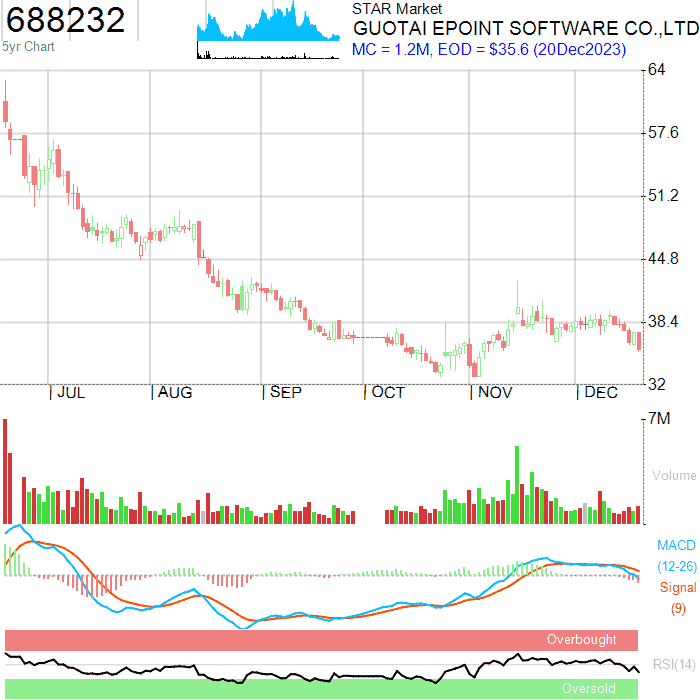 688232
5yr Chart
STAR Market
GUOTAI EPOINT SOFTWARE CO.,LTD
MC = 1.2M, EOD = $35.6 (20Dec2023)
64
57.6
51.2
44.8
38.4
32
JUL AUG SEP OCT NOV DEC
7M
Volume
MACD
(12-26)
Signal
(9)
Overbought
RSI(14)
Oversold